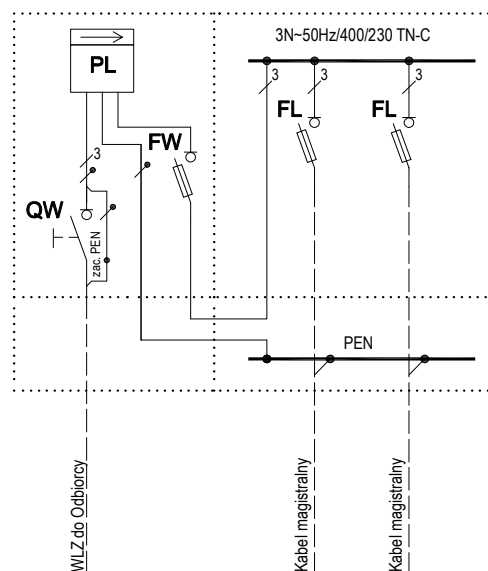 3N~50Hz/400/230 TN-C
PL
3
3
3
FL
FL
FW
3
QW
zac. PEN
PEN
WLZ do Odbiorcy
Kabel magistralny
Kabel magistralny